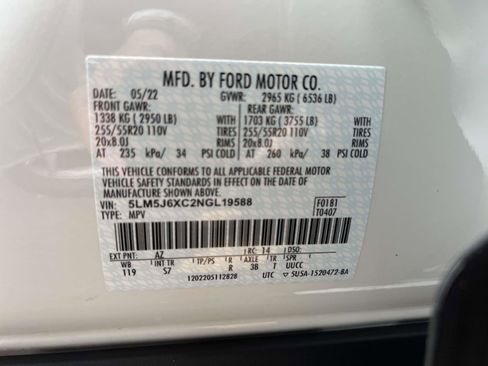 MFD. BY FORD MOTOR CO.
DATE: 05/22 GVWR: 2965 KG ( 6536 LB)
FRONT GAWR: REAR GAWR:
1338 KG ( 2950 LB) WITH 1703 KG ( 3755 LB) WITH
255/55R20 110V TIRES 255/55R20 110V TIRES
20x8.0J RIMS 20x8.0J RIMS
AT 235 kPa/ 34 PSI COLD AT 260 kPa/ 38 PSI COLD
THIS VEHICLE CONFORMS TO ALL APPLICABLE FEDERAL MOTOR
VEHICLE SAFETY AND THEFT PREVENTION STANDARDS IN EFFECT ON THE DATE OF
MANUFACTURE SHOWN ABOVE.
VIN: 5LM5J6XC2NGL19588 F0181
TYPE: MPV T0407
EXT PNT: AZ RC: 14 DSO:
WB INT TR TP/PS R AXLE TR SPR
119 S7 R 3B T UUCC
1202205112828 UTC 5U5A-1520472-BA